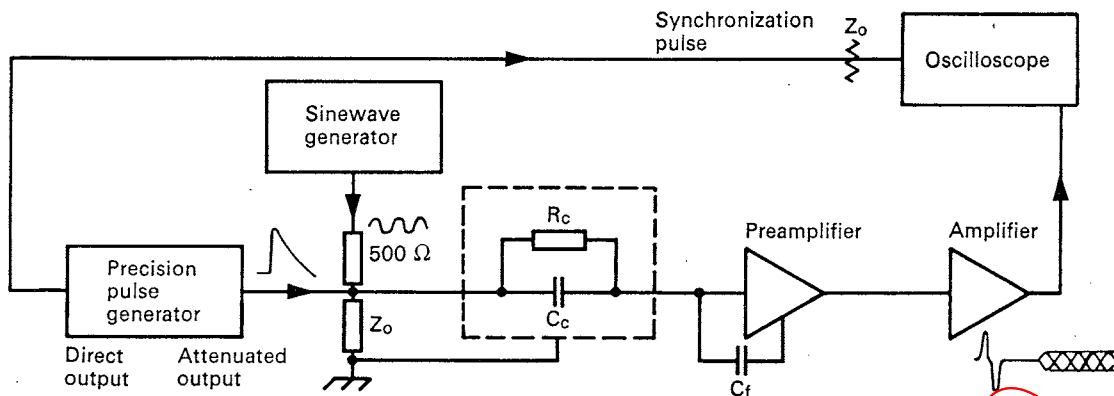 Synchronization
pulse
Zo
Oscilloscope
Sinewave
generator
Rc
500 Ω
Preamplifier
Amplifier
Precision
pulse
generator
Zo
Cc
Direct
output
Attenuated
output
Cf